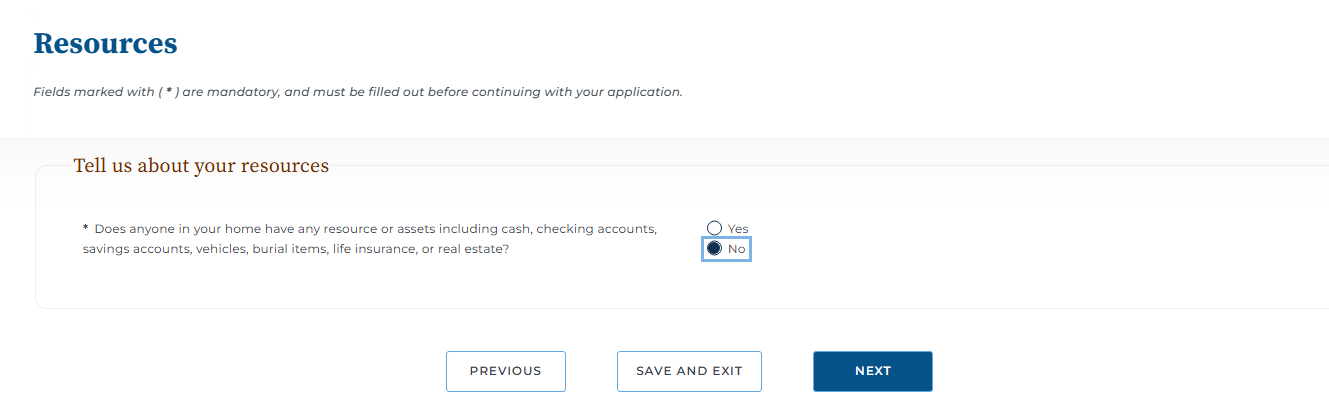 Resources
Fields marked with ( * ) are mandatory, and must be filled out before continuing with your application.
Tell us about your resources
* Does anyone in your home have any resource or assets including cash, checking accounts,
savings accounts, vehicles, burial items, life insurance, or real estate?
Yes
No
PREVIOUS
SAVE AND EXIT
NEXT